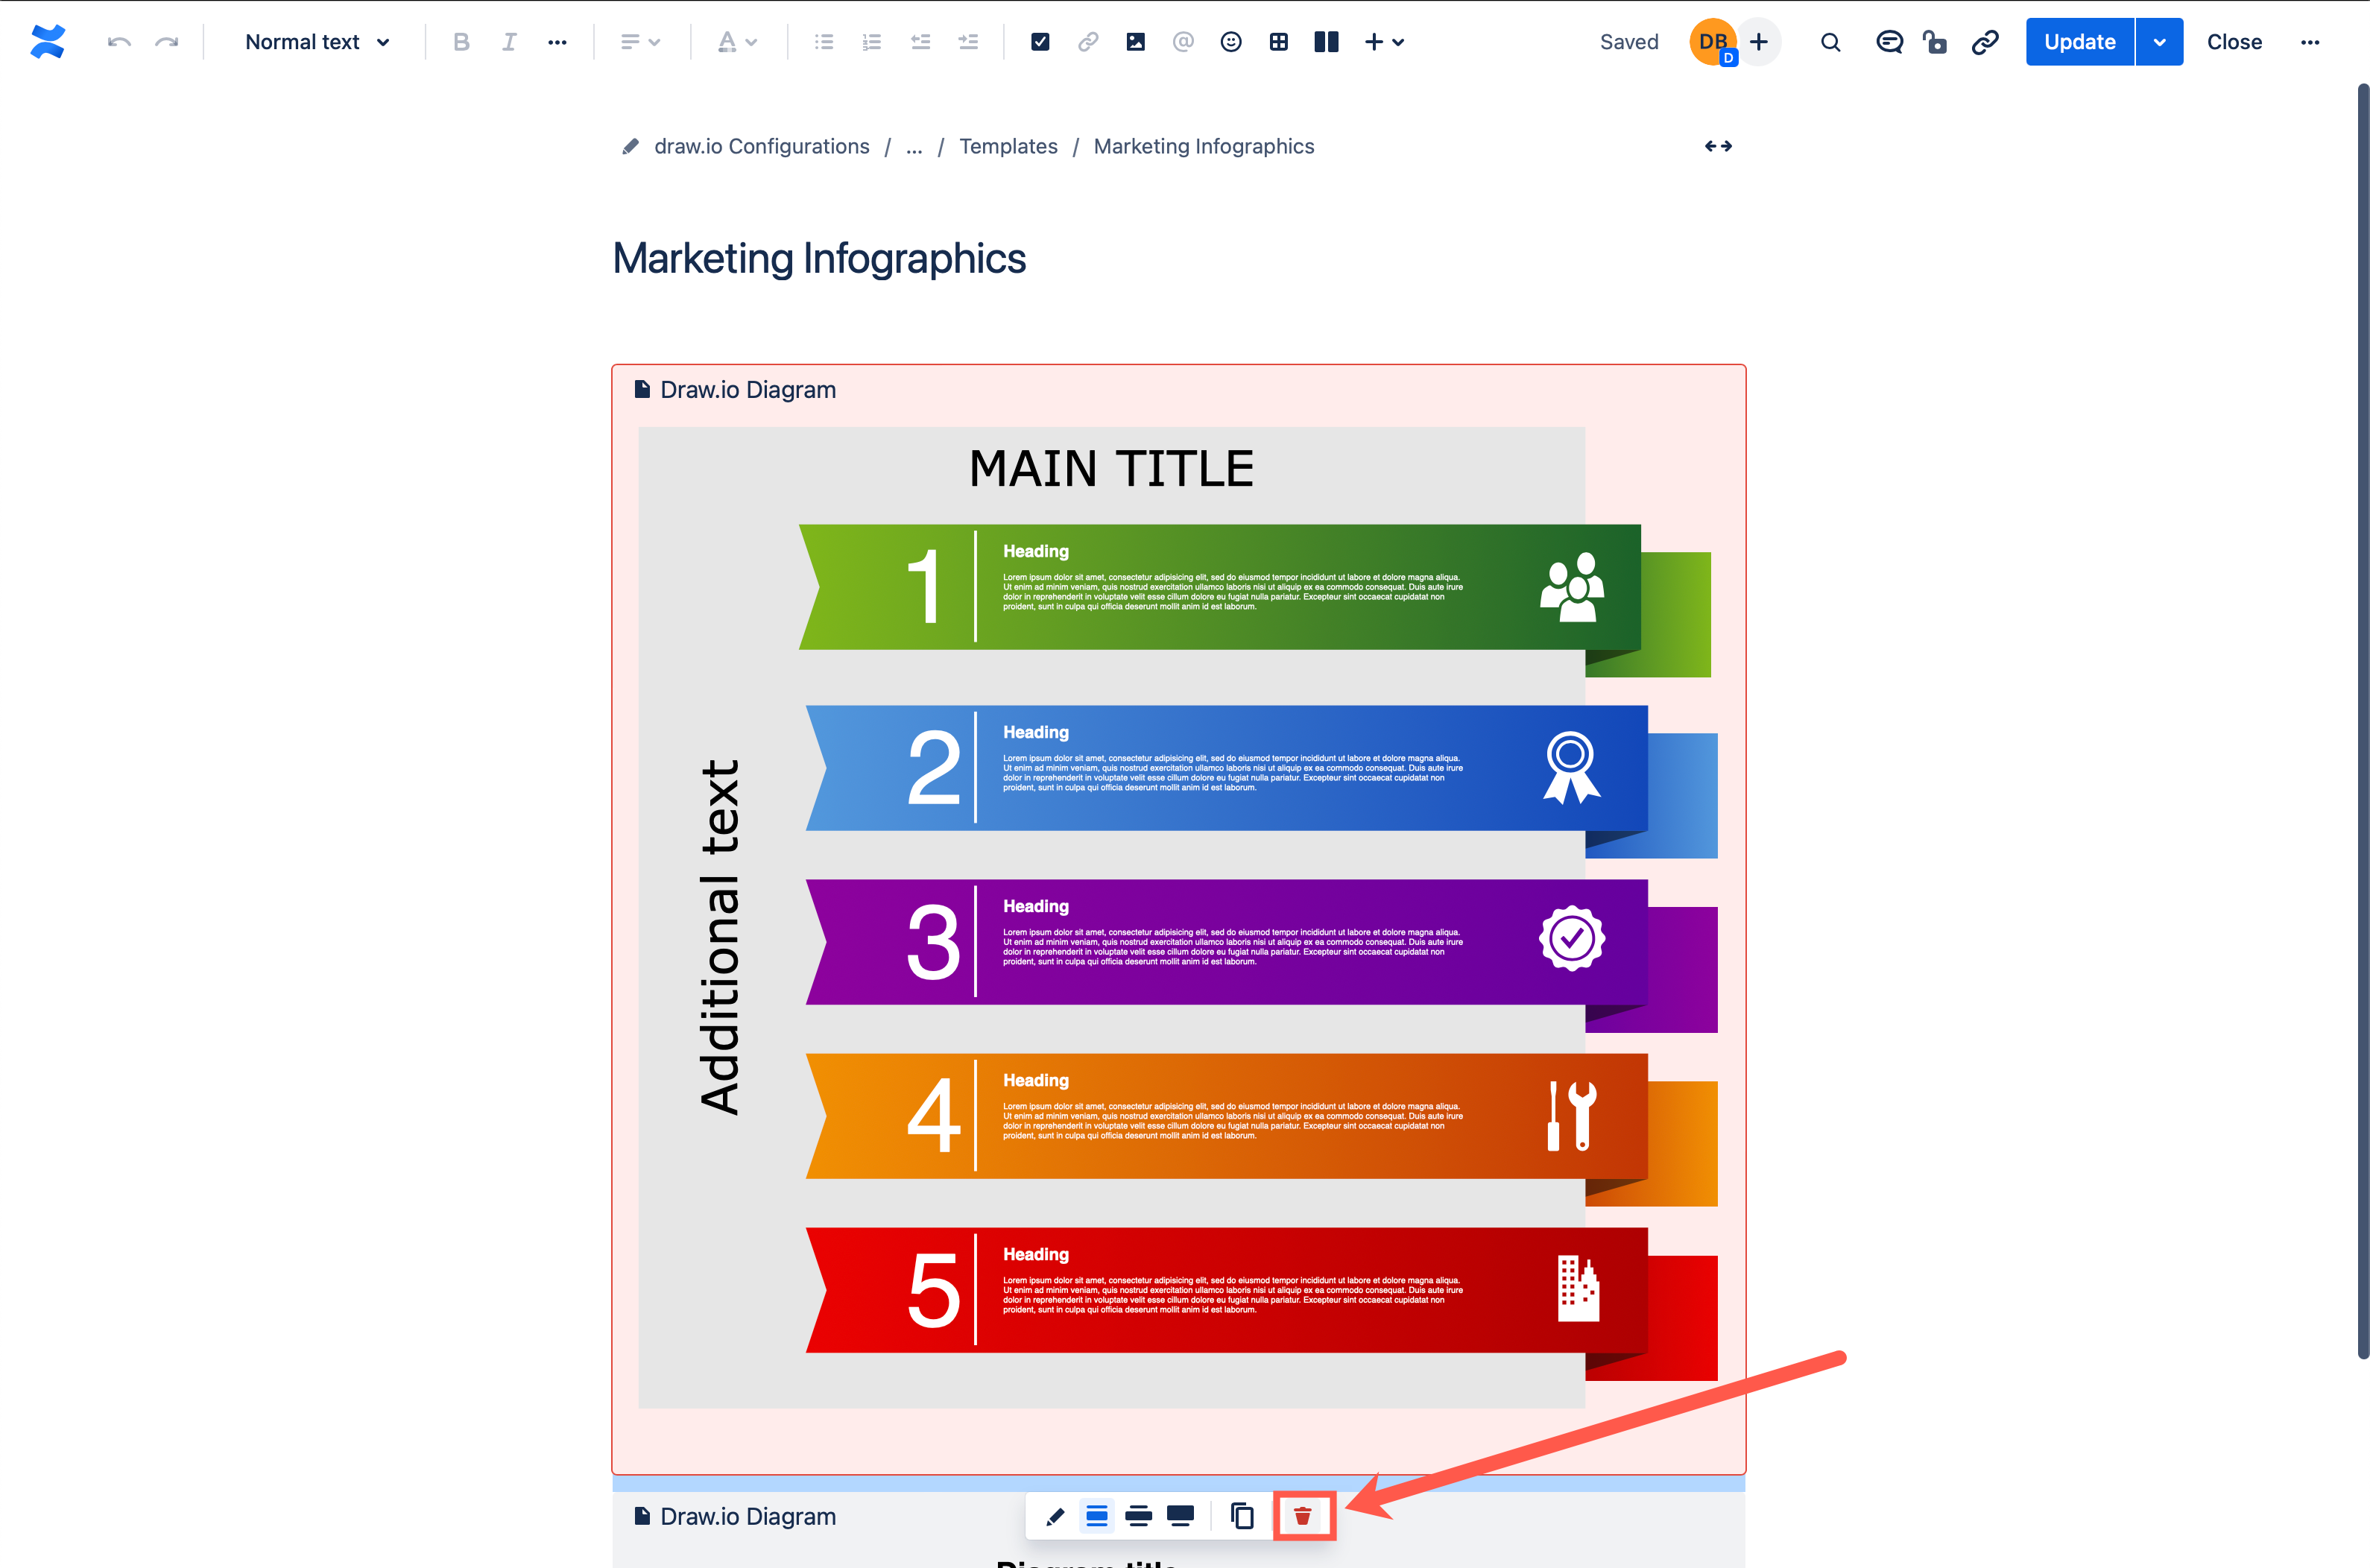 Normal text
B
I
A
@
Saved
DB
D
Update
Close
draw.io Configurations / ... / Templates / Marketing Infographics
Marketing Infographics
Draw.io Diagram
MAIN TITLE
Additional text
1
Heading
Lorem ipsum dolor sit amet, consectetur adipisicing elit, sed do eiusmod tempor incididunt ut labore et dolore magna aliqua.
Ut enim ad minim veniam, quis nostrud exercitation ullamco laboris nisi ut aliquip ex ea commodo consequat. Duis aute irure
dolor in reprehenderit in voluptate velit esse cillum dolore eu fugiat nulla pariatur. Excepteur sint occaecat cupidatat non
proident, sunt in culpa qui officia deserunt mollit anim id est laborum.
2
Heading
Lorem ipsum dolor sit amet, consectetur adipisicing elit, sed do eiusmod tempor incididunt ut labore et dolore magna aliqua.
Ut enim ad minim veniam, quis nostrud exercitation ullamco laboris nisi ut aliquip ex ea commodo consequat. Duis aute irure
dolor in reprehenderit in voluptate velit esse cillum dolore eu fugiat nulla pariatur. Excepteur sint occaecat cupidatat non
proident, sunt in culpa qui officia deserunt mollit anim id est laborum.
3
Heading
Lorem ipsum dolor sit amet, consectetur adipisicing elit, sed do eiusmod tempor incididunt ut labore et dolore magna aliqua.
Ut enim ad minim veniam, quis nostrud exercitation ullamco laboris nisi ut aliquip ex ea commodo consequat. Duis aute irure
dolor in reprehenderit in voluptate velit esse cillum dolore eu fugiat nulla pariatur. Excepteur sint occaecat cupidatat non
proident, sunt in culpa qui officia deserunt mollit anim id est laborum.
4
Heading
Lorem ipsum dolor sit amet, consectetur adipisicing elit, sed do eiusmod tempor incididunt ut labore et dolore magna aliqua.
Ut enim ad minim veniam, quis nostrud exercitation ullamco laboris nisi ut aliquip ex ea commodo consequat. Duis aute irure
dolor in reprehenderit in voluptate velit esse cillum dolore eu fugiat nulla pariatur. Excepteur sint occaecat cupidatat non
proident, sunt in culpa qui officia deserunt mollit anim id est laborum.
5
Heading
Lorem ipsum dolor sit amet, consectetur adipisicing elit, sed do eiusmod tempor incididunt ut labore et dolore magna aliqua.
Ut enim ad minim veniam, quis nostrud exercitation ullamco laboris nisi ut aliquip ex ea commodo consequat. Duis aute irure
dolor in reprehenderit in voluptate velit esse cillum dolore eu fugiat nulla pariatur. Excepteur sint occaecat cupidatat non
proident, sunt in culpa qui officia deserunt mollit anim id est laborum.
Draw.io Diagram
Diagram title